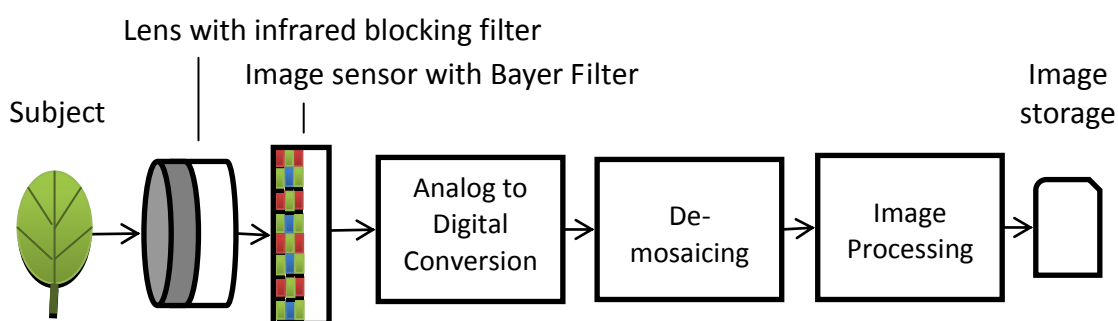 Lens with infrared blocking filter
Image sensor with Bayer Filter
Subject
Image
storage
Analog to
Digital
Conversion
De-
mosaicing
Image
Processing